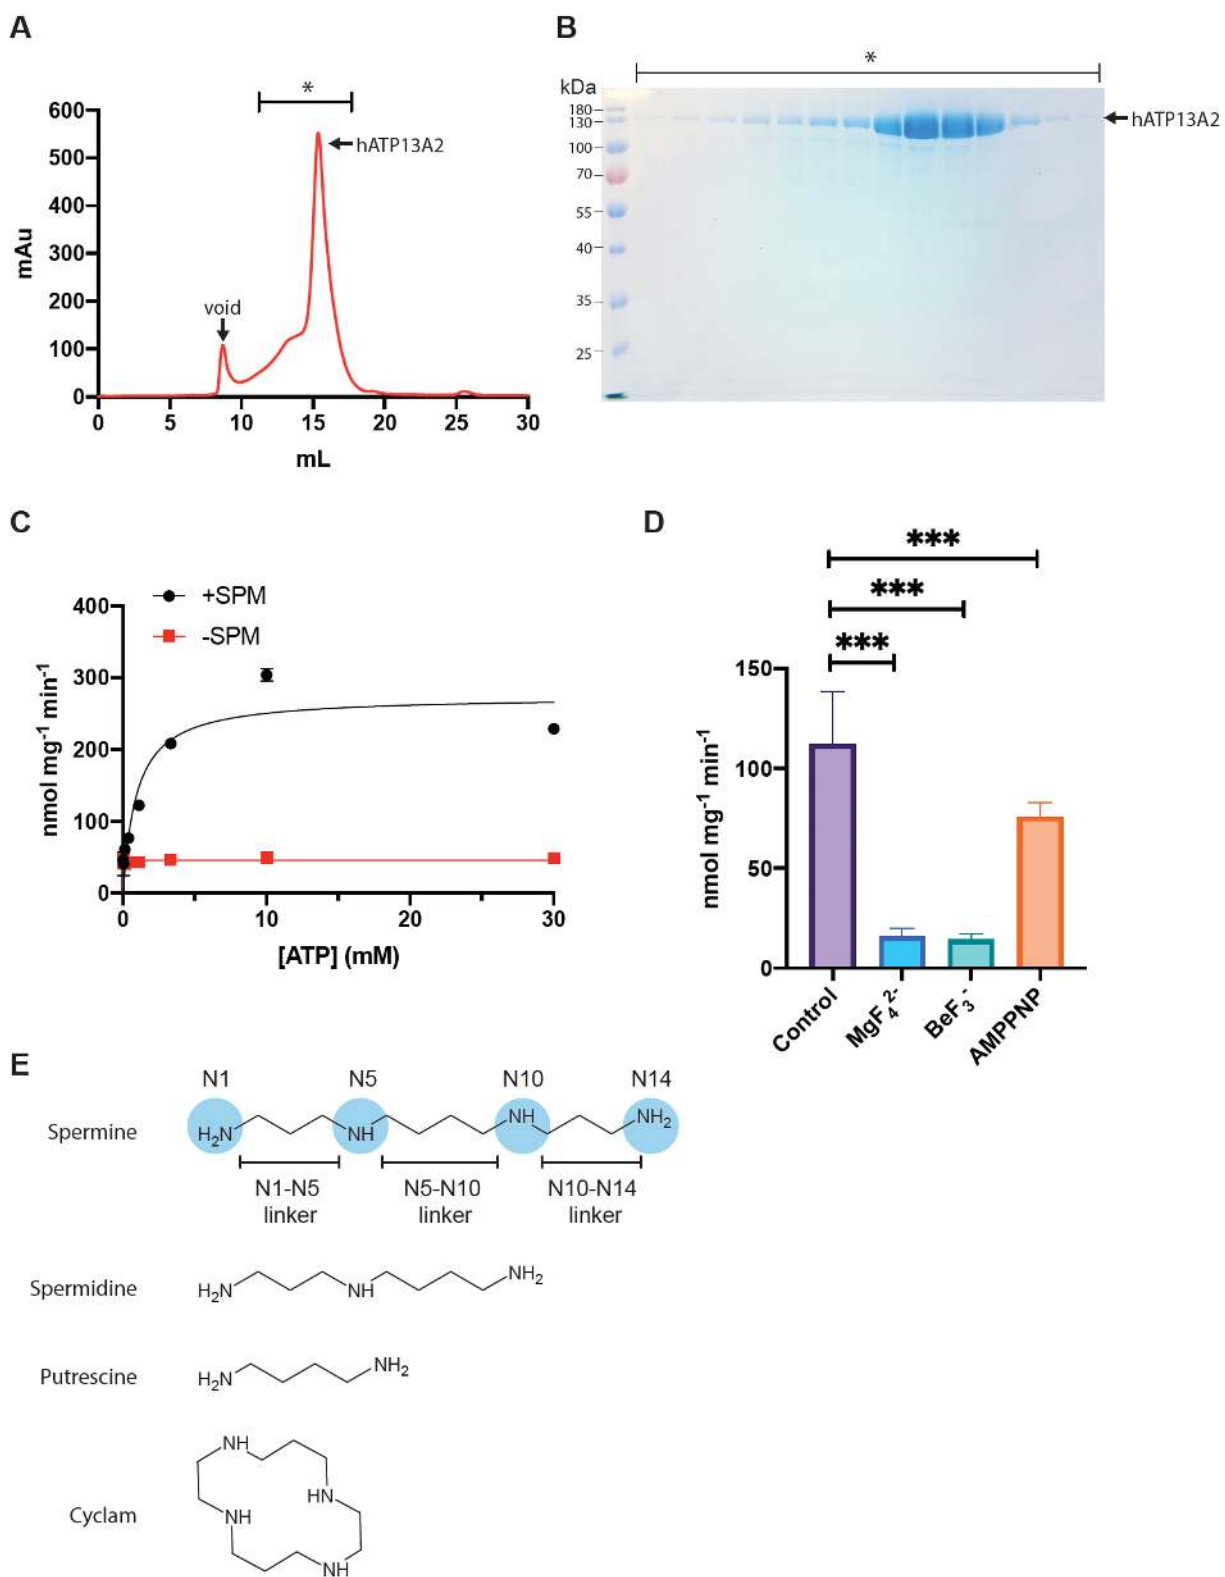 A
*
600
500
400
300
200
100
0
mAu
hATP13A2
void
0 5 10 15 20 25 30
mL
B
*
kDa
180
130
100
70
55
40
35
25
hATP13A2
C
+SPM
-SPM
400
300
200
100
0
nmol mg⁻¹ min⁻¹
0 10 20 30
[ATP] (mM)
D
***
***
***
150
100
50
0
nmol mg⁻¹ min⁻¹
Control
MgF₄²⁻
BeF₃⁻
AMPPNP
E
N1 N5 N10 N14
Spermine
H₂N NH NH NH₂
N1-N5 N5-N10 N10-N14
linker linker linker
Spermidine
H₂N NH NH₂
Putrescine
H₂N NH₂
Cyclam
NH
HN
NH
NH